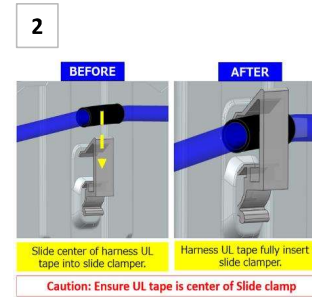 2
BEFORE
AFTER
Slide center of harness UL
tape into slide clamper.
Harness UL tape fully insert
slide clamper.
Caution: Ensure UL tape is center of Slide clamp